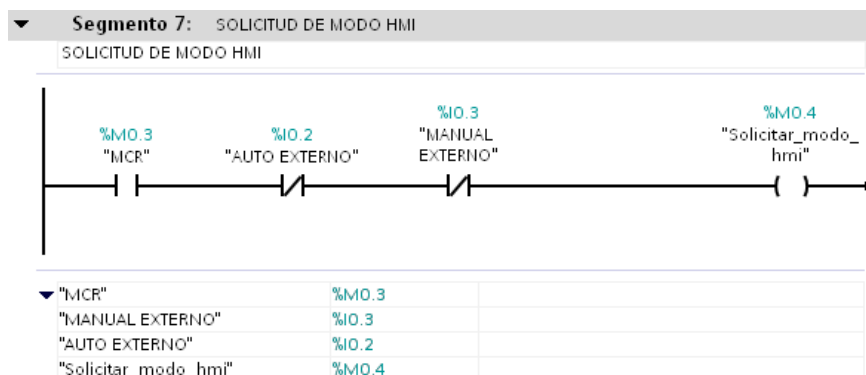 Segmento 7: SOLICITUD DE MODO HMI
SOLICITUD DE MODO HMI
%M0.3
"MCR"
%I0.2
"AUTO EXTERNO"
%I0.3
"MANUAL
EXTERNO"
%M0.4
"Solicitar_modo_
hmi"
"MCR" %M0.3
"MANUAL EXTERNO" %I0.3
"AUTO EXTERNO" %I0.2
"Solicitar_modo_hmi" %M0.4